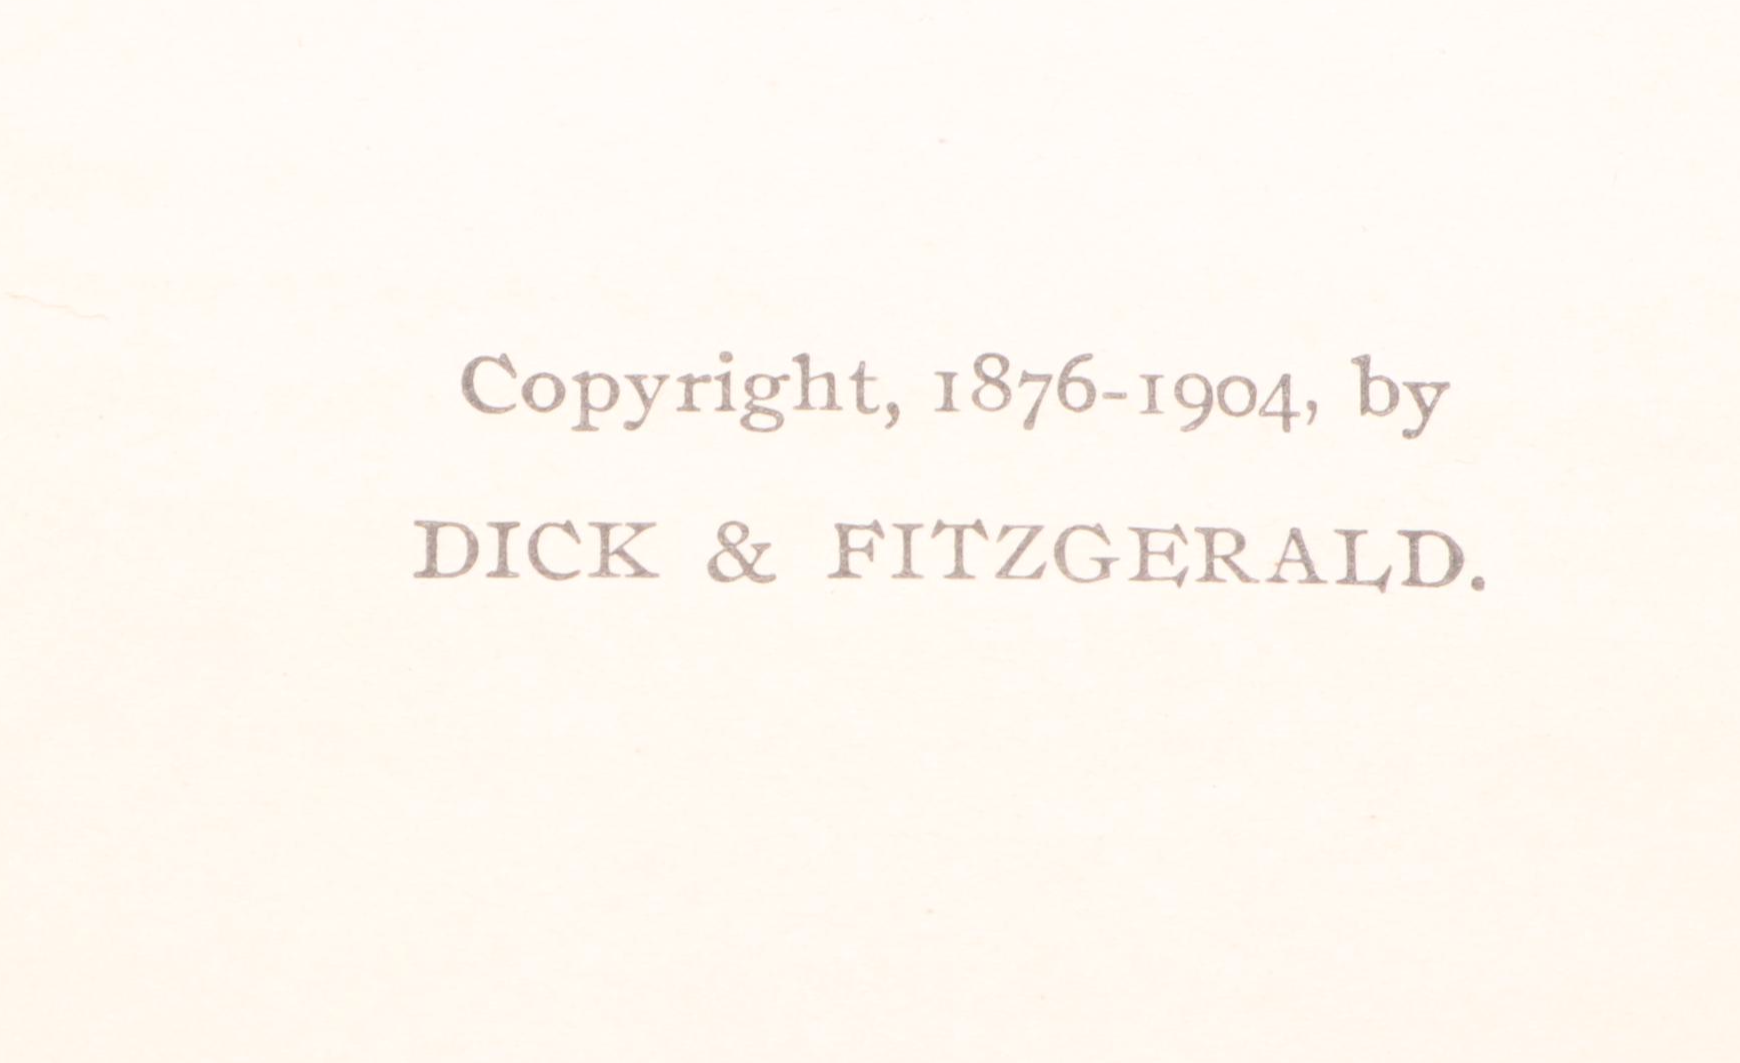 Copyright, 1876-1904, by
DICK & FITZGERALD.